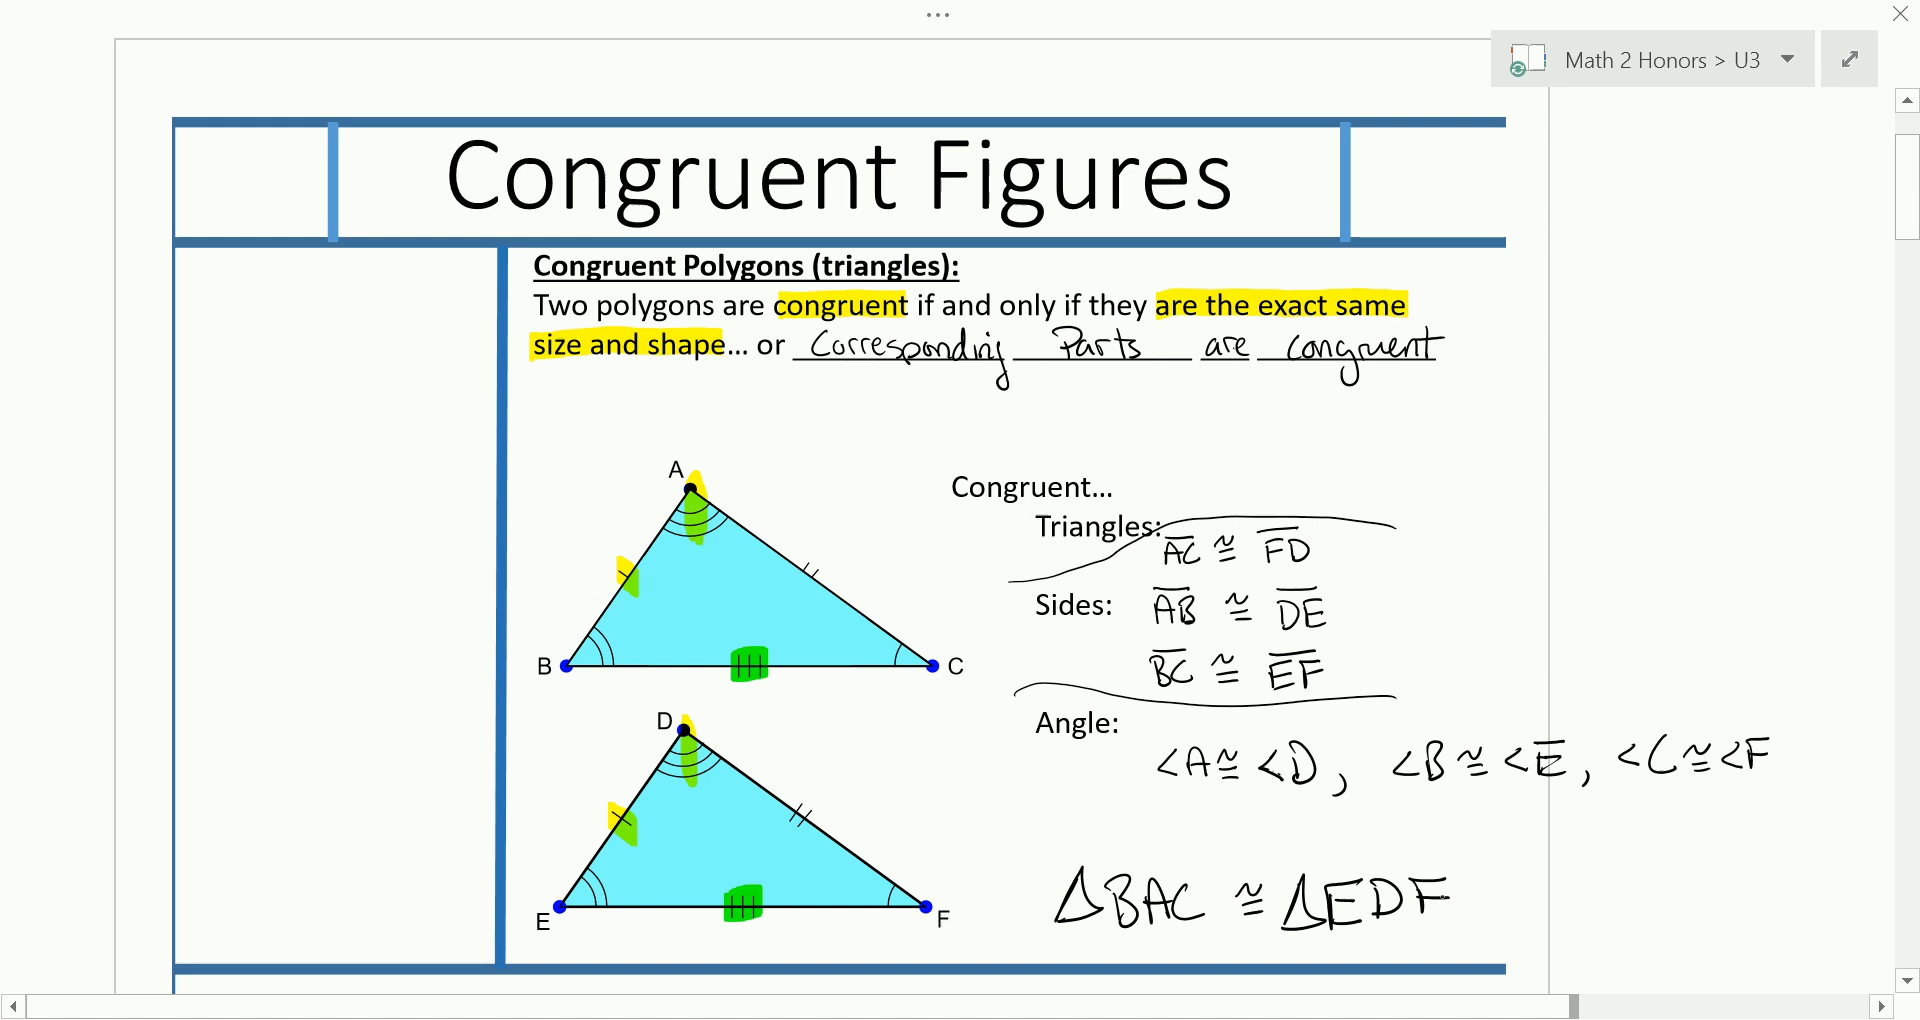 Math 2 Honors > U3
Congruent Figures
Congruent Polygons (triangles):
Two polygons are congruent if and only if they are the exact same
size and shape... or Corresponding Parts are congruent
A
B
C
D
E
F
Congruent...
Triangles:
AC ≅ FD
Sides: AB ≅ DE
BC ≅ EF
Angle:
<A ≅ <D, <B ≅ <E, <C ≅ <F
△BAC ≅ △EDF